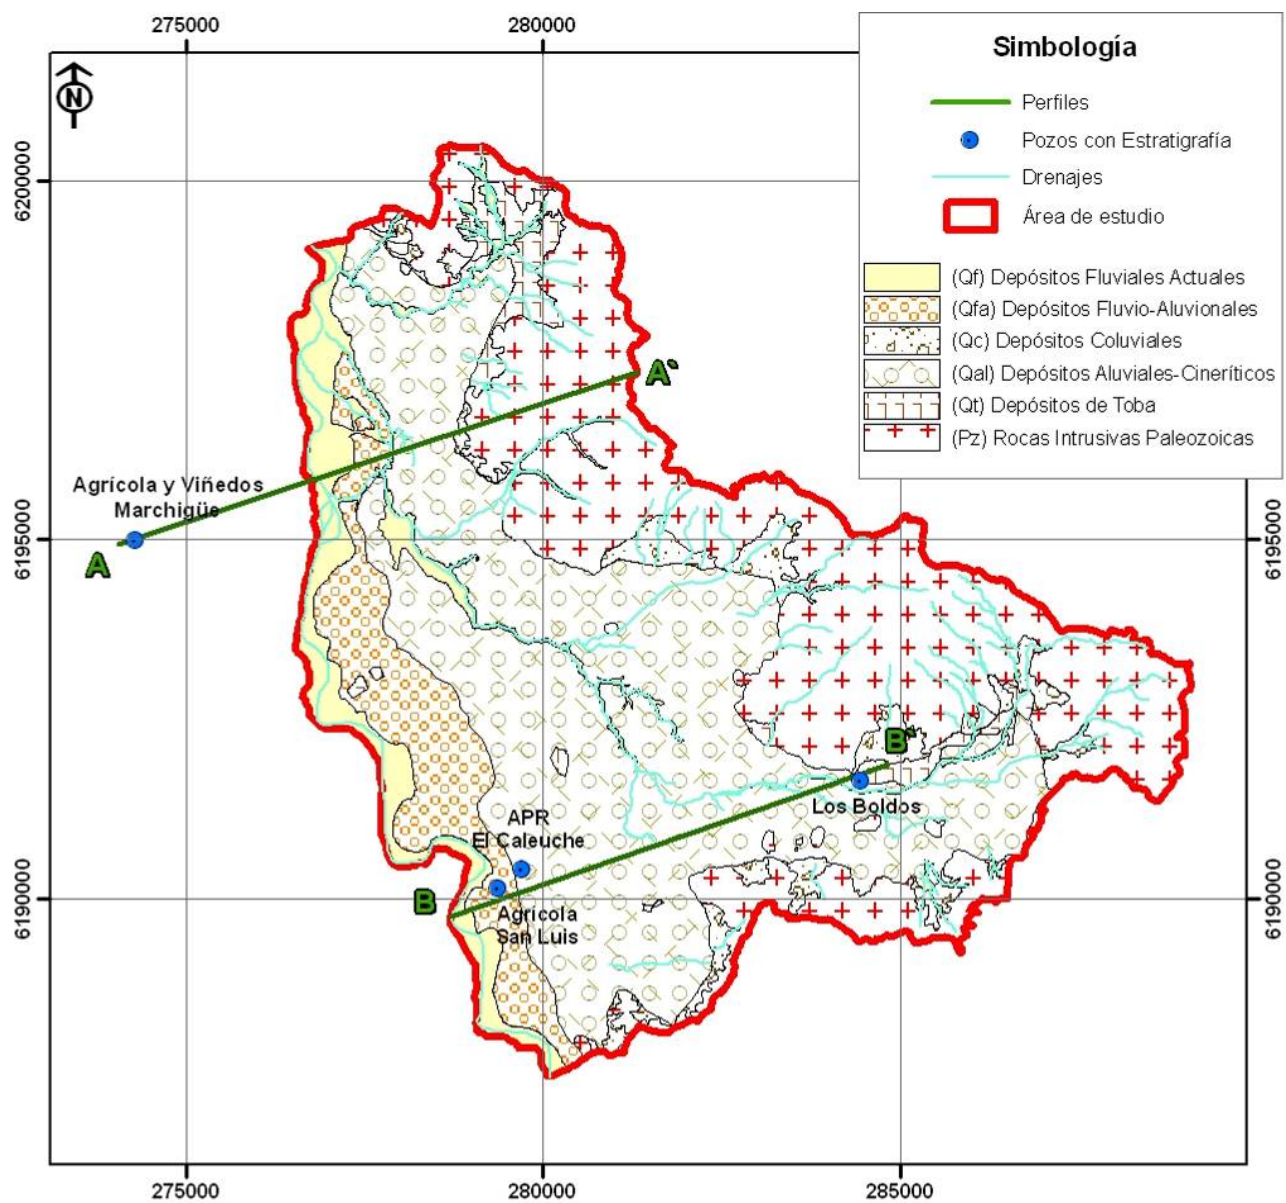 275000
280000
Simbología
Perfiles
Pozos con Estratigrafía
Drenajes
Área de estudio
(Qf) Depósitos Fluviales Actuales
(Qfa) Depósitos Fluvio-Aluvionales
(Qc) Depósitos Coluviales
(Qal) Depósitos Aluviales-Cineríticos
(Qt) Depósitos de Toba
(Pz) Rocas Intrusivas Paleozoicas
N
6200000
A`
Agrícola y Viñedos
Marchigüe
A
6195000
6195000
B`
Los Boldos
APR
El Caleuche
B
Agrícola
San Luis
6190000
6190000
275000
280000
285000